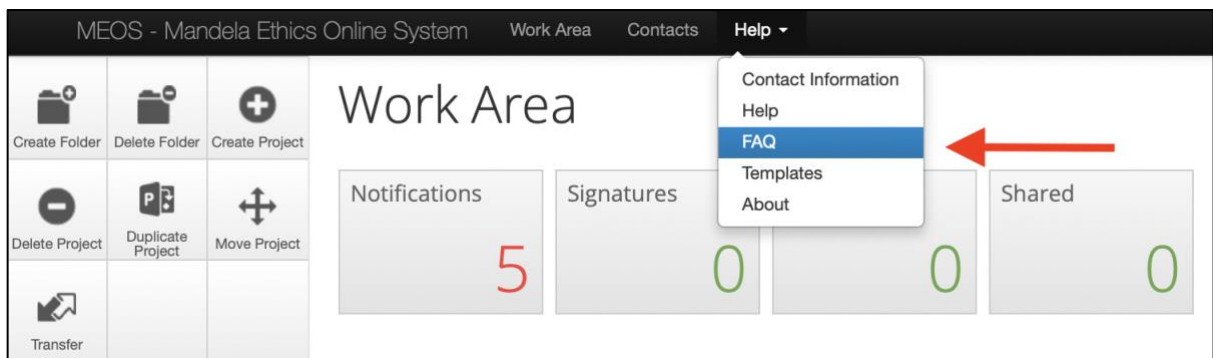 MEOS - Mandela Ethics Online System Work Area Contacts Help
Create Folder
Delete Folder
Create Project
Delete Project
Duplicate
Project
Move Project
Transfer
Work Area
Contact Information
Help
FAQ
Templates
About
Notifications
5
Signatures
0
0
Shared
0